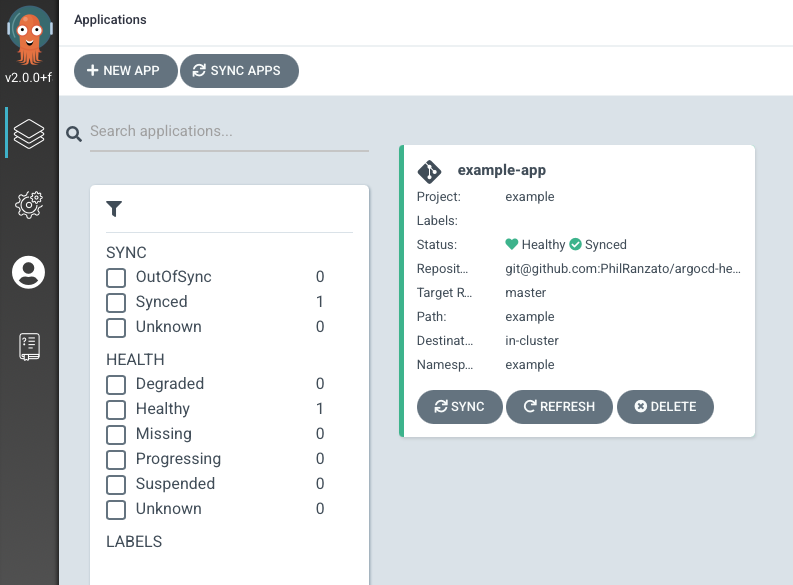 Applications
v2.0.0+f
NEW APP
SYNC APPS
Search applications...
SYNC
OutOfSync 0
Synced 1
Unknown 0
HEALTH
Degraded 0
Healthy 1
Missing 0
Progressing 0
Suspended 0
Unknown 0
LABELS
example-app
Project: example
Labels:
Status: Healthy Synced
Reposit... git@github.com:PhilRanzato/argocd-he...
Target R... master
Path: example
Destinat... in-cluster
Namesp... example
SYNC REFRESH DELETE